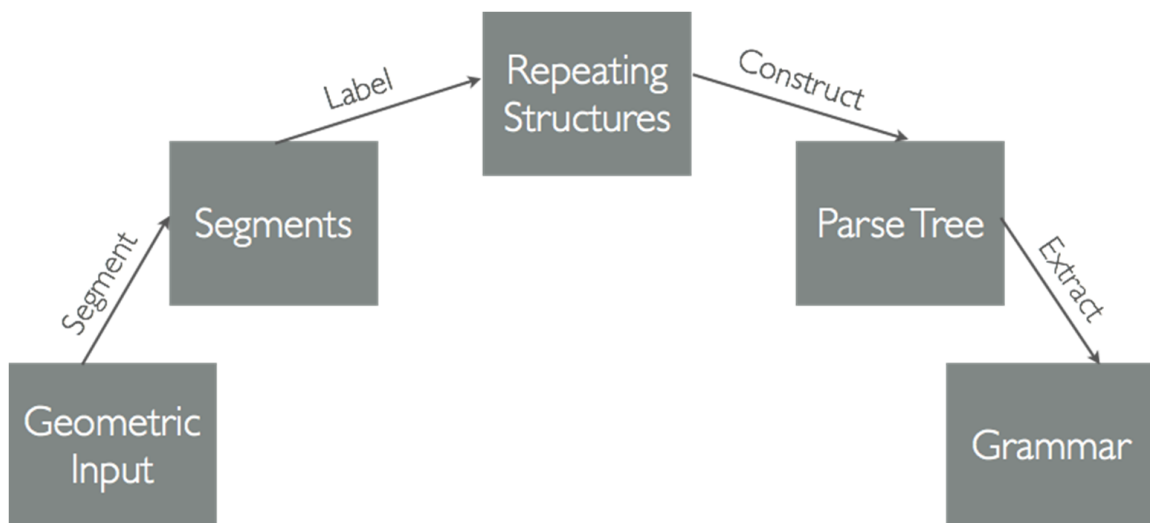 Geometric
Input
Segment
Segments
Label
Repeating
Structures
Construct
Parse Tree
Extract
Grammar